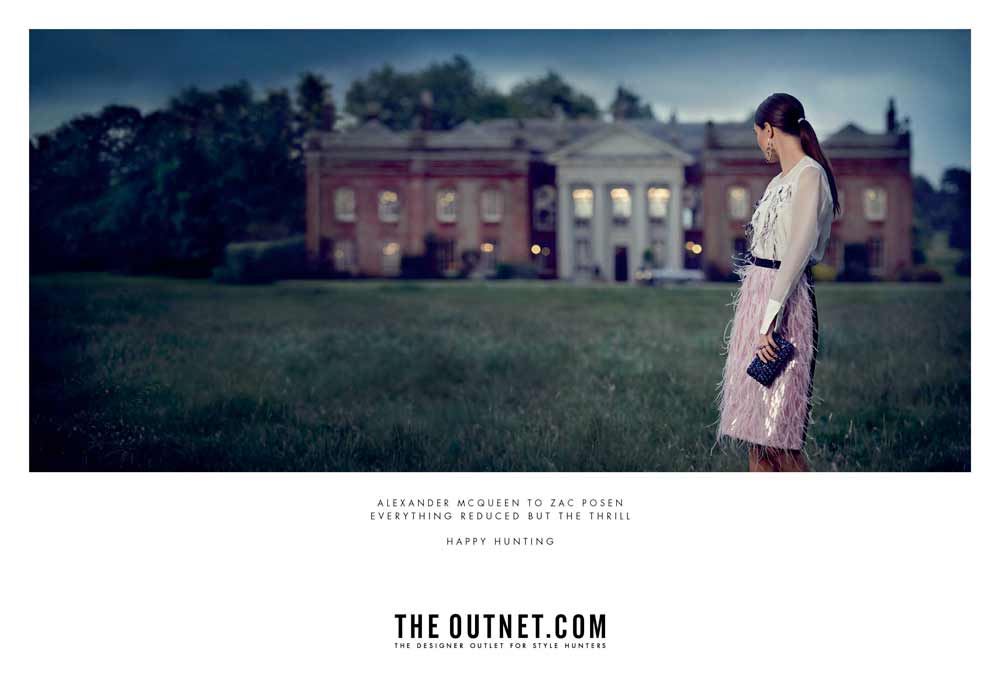 ALEXANDER MCQUEEN TO ZAC POSEN
EVERYTHING REDUCED BUT THE THRILL
HAPPY HUNTING
THE OUTNET.COM
THE DESIGNER OUTLET FOR STYLE HUNTERS